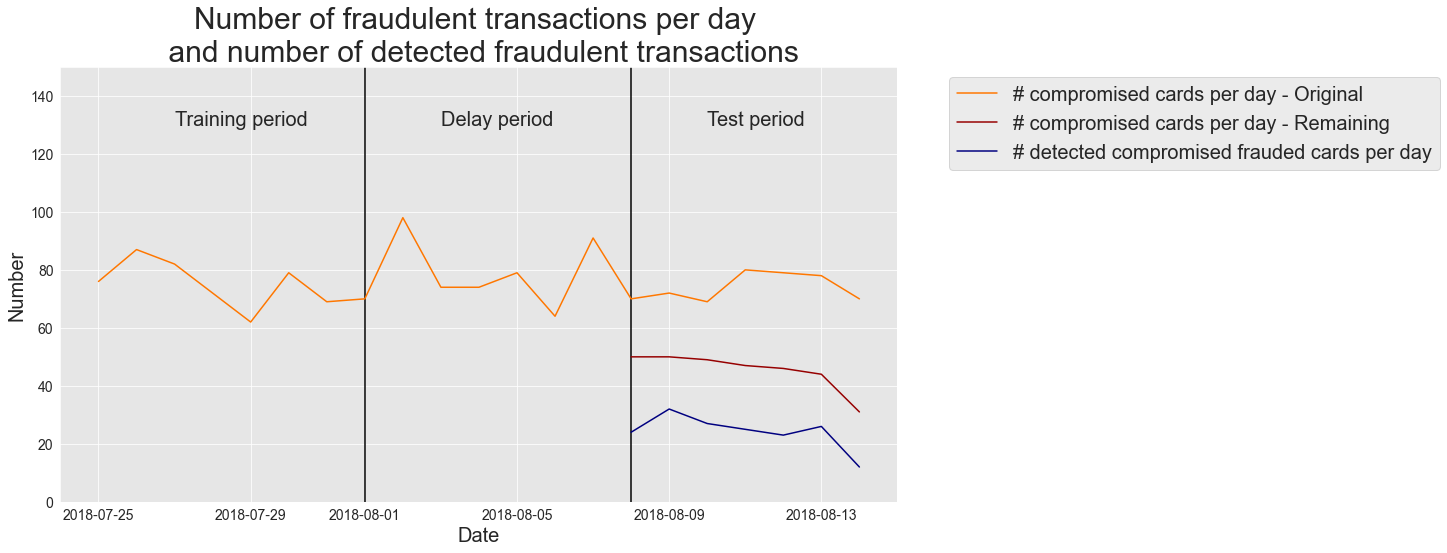 Number of fraudulent transactions per day
and number of detected fraudulent transactions
Training period
Delay period
Test period
# compromised cards per day - Original
# compromised cards per day - Remaining
# detected compromised frauded cards per day
Number
140
120
100
80
60
40
20
0
2018-07-25
2018-07-29
2018-08-01
2018-08-05
2018-08-09
2018-08-13
Date